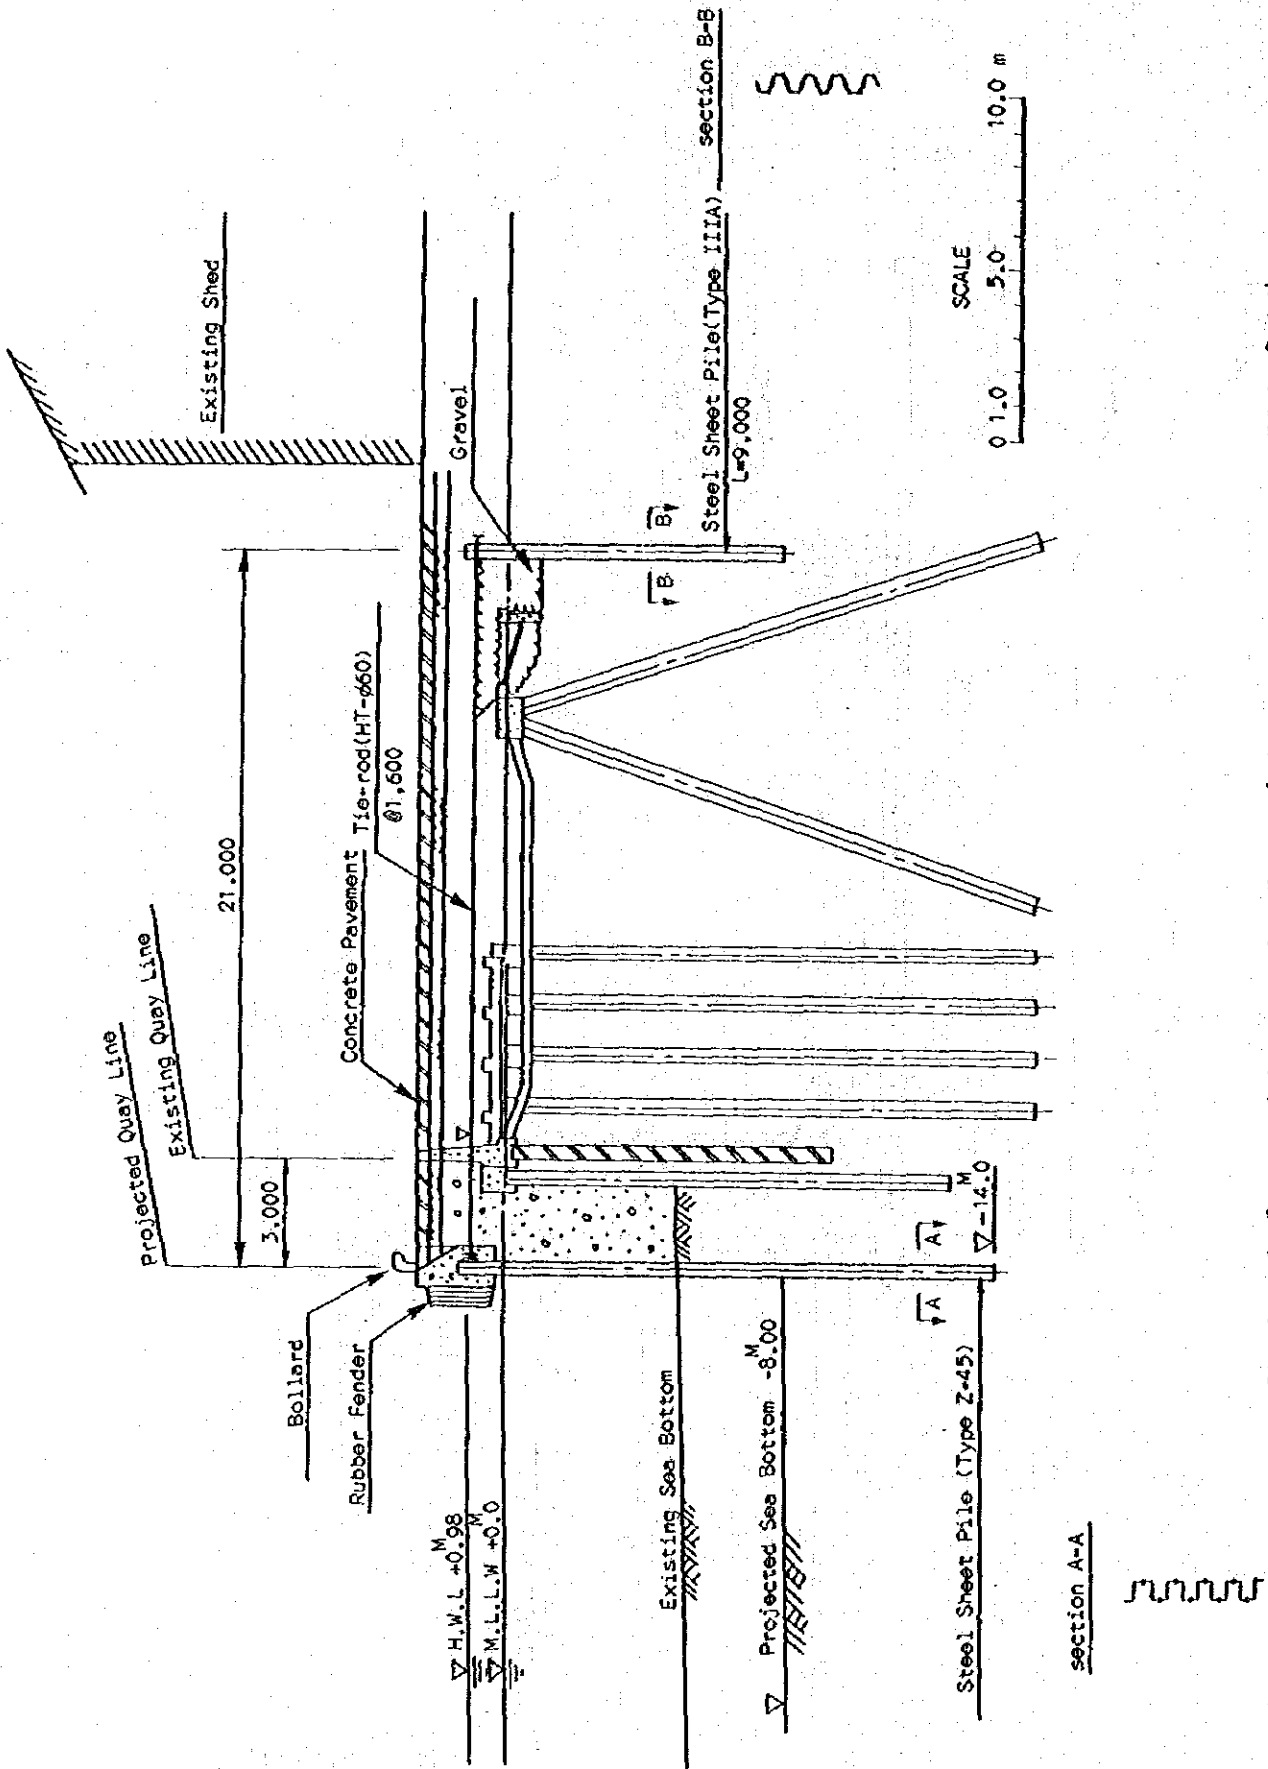 Projected Quay Line
Existing Quay Line
21.000
3.000
Existing Shed
Bollard
Rubber Fender
Concrete Pavement
Tie-rod(HT-ø60)
@1,600
Gravel
H.W.L +0.98
M
M.L.L.W +0.0
M
Existing Sea Bottom
Projected Sea Bottom -8.00
M
Steel Sheet Pile (Type Z-45)
-14.0
M
A
A
B
B
Steel Sheet Pile(Type IIIA)
L=9,000
section A-A
section B-B
SCALE
0 1.0 5.0 10.0 m